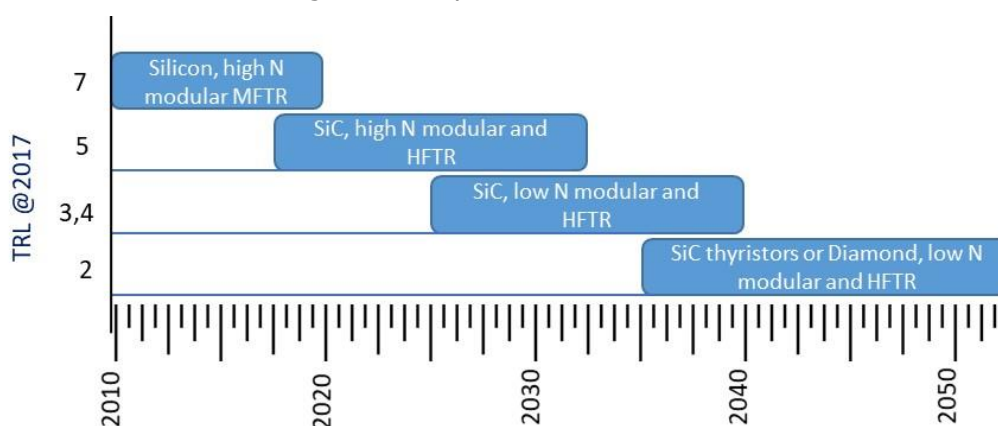 7
Silicon, high N
modular MFTR
5
SiC, high N modular and
HFTR
TRL @2017
3,4
SiC, low N modular and
HFTR
2
SiC thyristors or Diamond, low N
modular and HFTR
2010
2020
2030
2040
2050